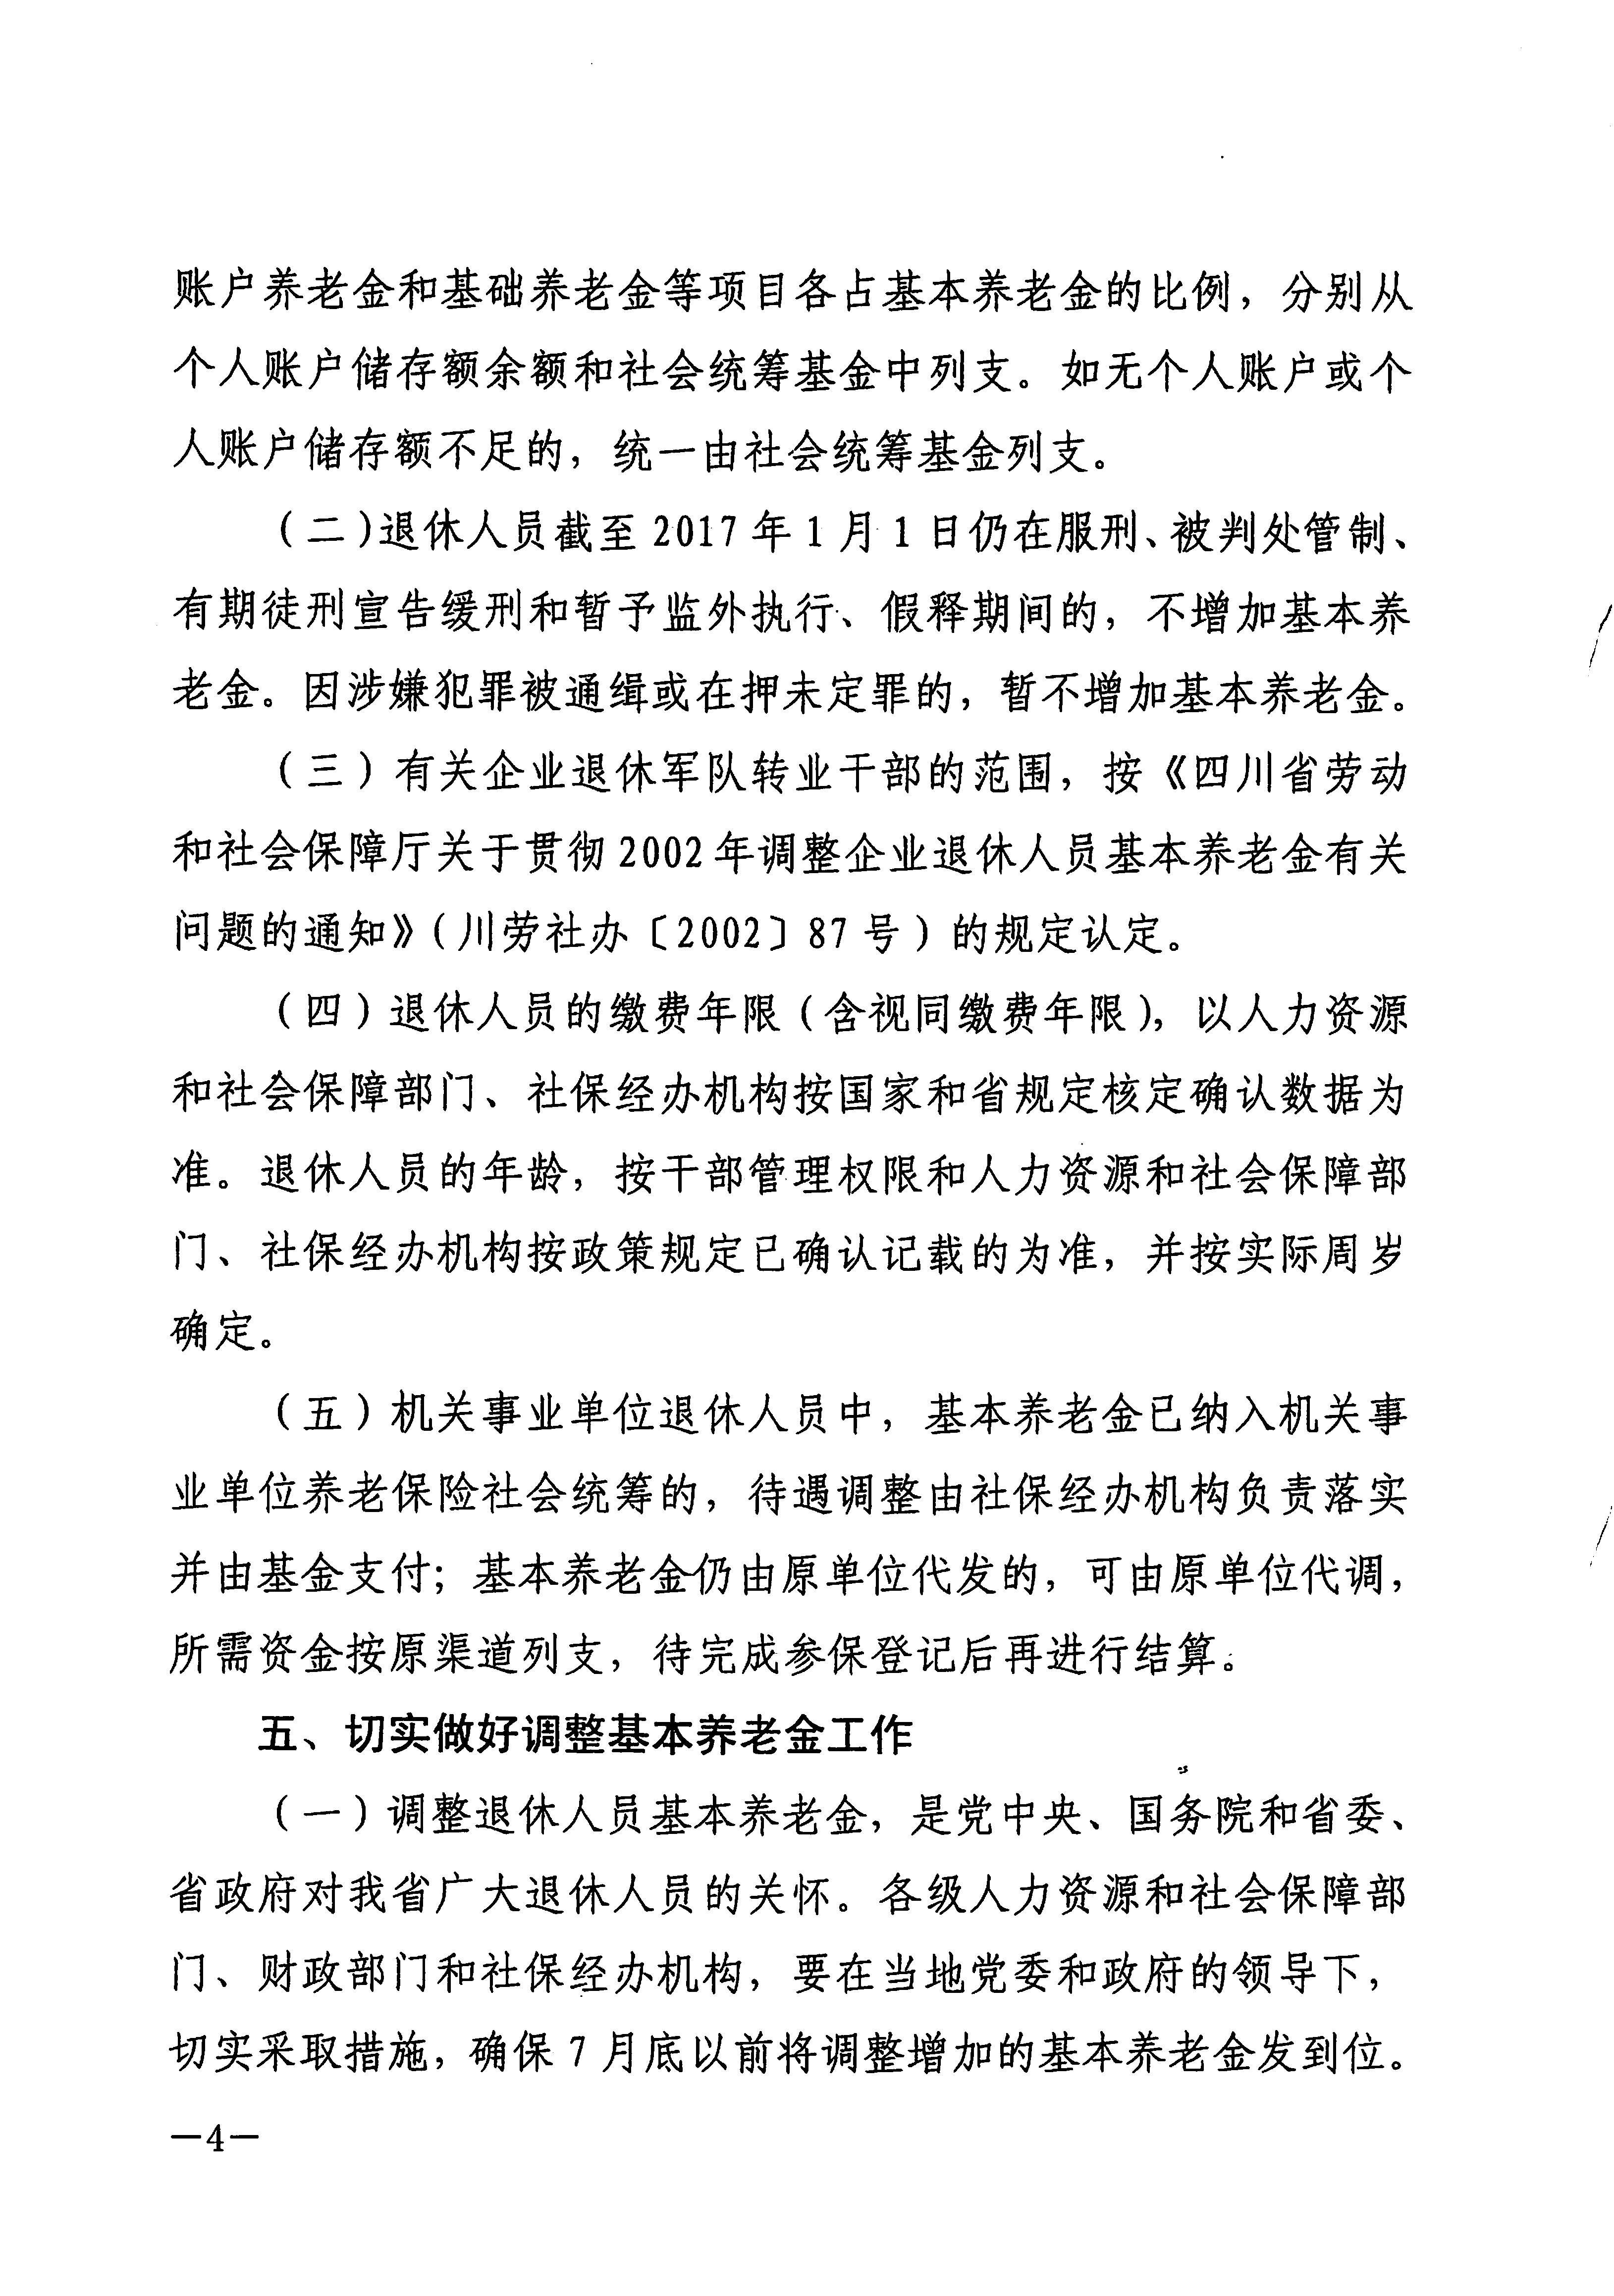 账户养老金和基础养老金等项目各占基本养老金的比例，分别从
个人账户储存额余额和社会统筹基金中列支。如无个人账户或个
人账户储存额不足的，统一由社会统筹基金列支。
（二）退休人员截至 2017 年 1 月 1 日仍在服刑、被判处管制、
有期徒刑宣告缓刑和暂予监外执行、假释期间的，不增加基本养
老金。因涉嫌犯罪被通缉或在押未定罪的，暂不增加基本养老金。
（三）有关企业退休军队转业干部的范围，按《四川省劳动
和社会保障厅关于贯彻 2002 年调整企业退休人员基本养老金有关
问题的通知》（川劳社办〔2002〕87 号）的规定认定。
（四）退休人员的缴费年限（含视同缴费年限），以人力资源
和社会保障部门、社保经办机构按国家和省规定核定确认数据为
准。退休人员的年龄，按干部管理权限和人力资源和社会保障部
门、社保经办机构按政策规定已确认记载的为准，并按实际周岁
确定。
（五）机关事业单位退休人员中，基本养老金已纳入机关事
业单位养老保险社会统筹的，待遇调整由社保经办机构负责落实
并由基金支付；基本养老金仍由原单位代发的，可由原单位代调，
所需资金按原渠道列支，待完成参保登记后再进行结算。
五、切实做好调整基本养老金工作
（一）调整退休人员基本养老金，是党中央、国务院和省委、
省政府对我省广大退休人员的关怀。各级人力资源和社会保障部
门、财政部门和社保经办机构，要在当地党委和政府的领导下，
切实采取措施，确保 7 月底以前将调整增加的基本养老金发到位。
—4—